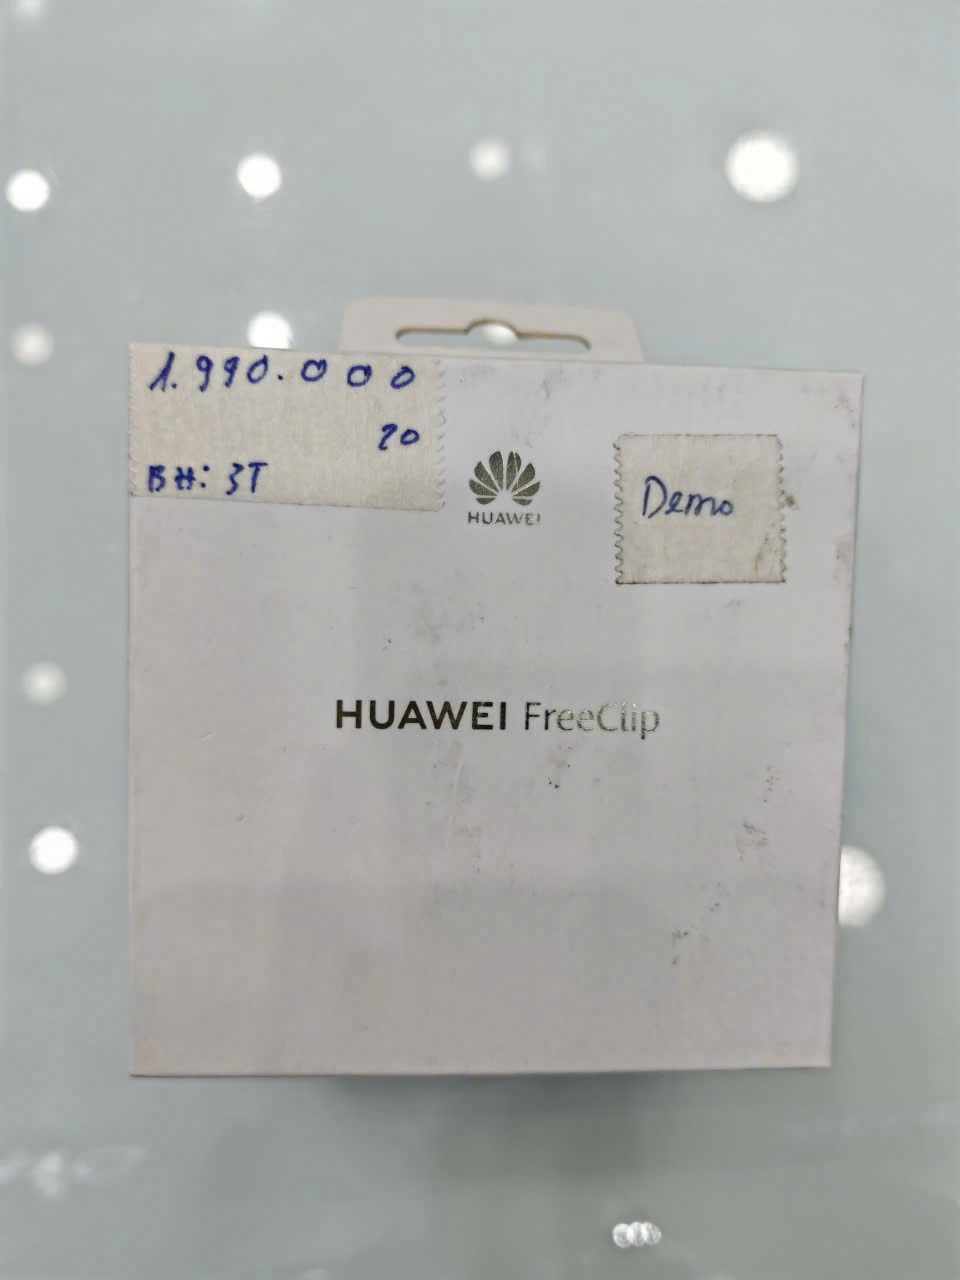 1.990.000
20
BH: 3T
HUAWEI
Demo
HUAWEI FreeClip